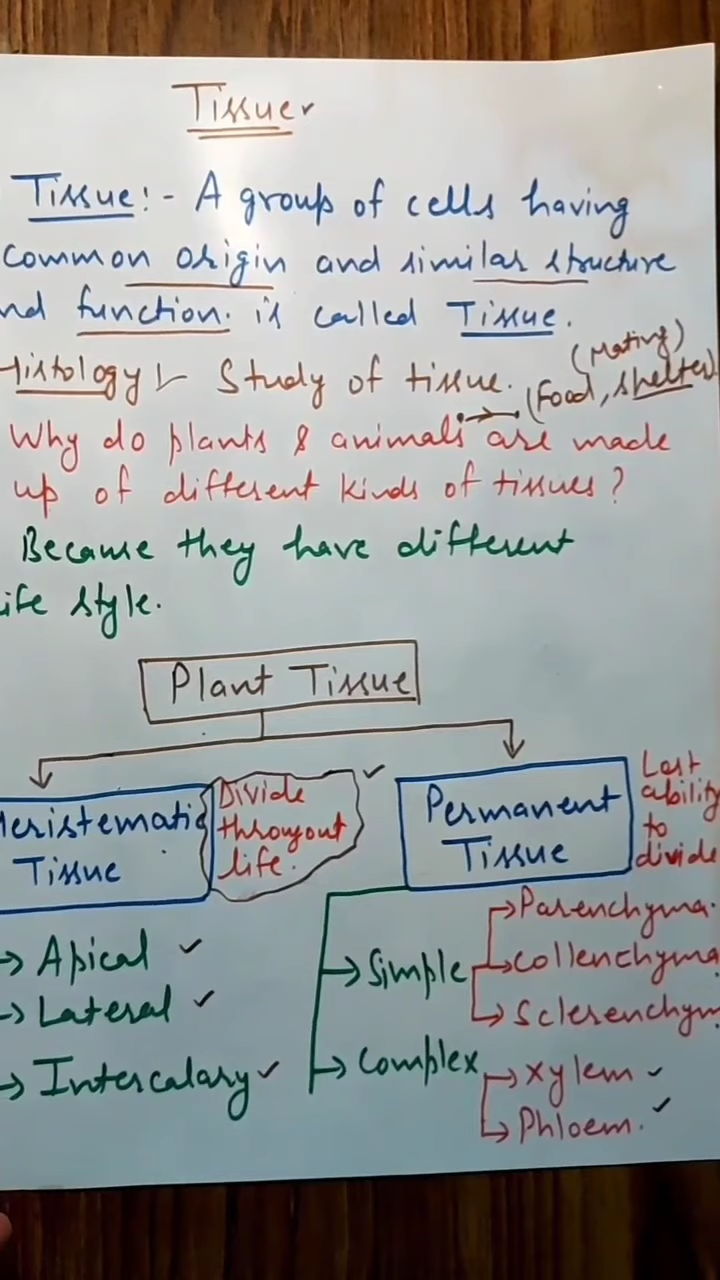 Tissue
Tissue:- A group of cells having
common origin and similar structure
nd function. is called Tissue.
Histology :- Study of tissue.
(Mating)
(Food, shelter)
Why do plants & animals are made
up of different kinds of tissues?
Because they have different
ife style.
Plant Tissue
Meristematic
Tissue
Divide
througout
life.
Permanent
Tissue
Lost
ability
to
divide
→ Apical ✓
→ Lateral ✓
→ Intercalary ✓
→ Simple
→ Parenchyma.
→ Collenchyma
→ Sclerenchym
→ Complex
→ Xylem ✓
→ Phloem. ✓